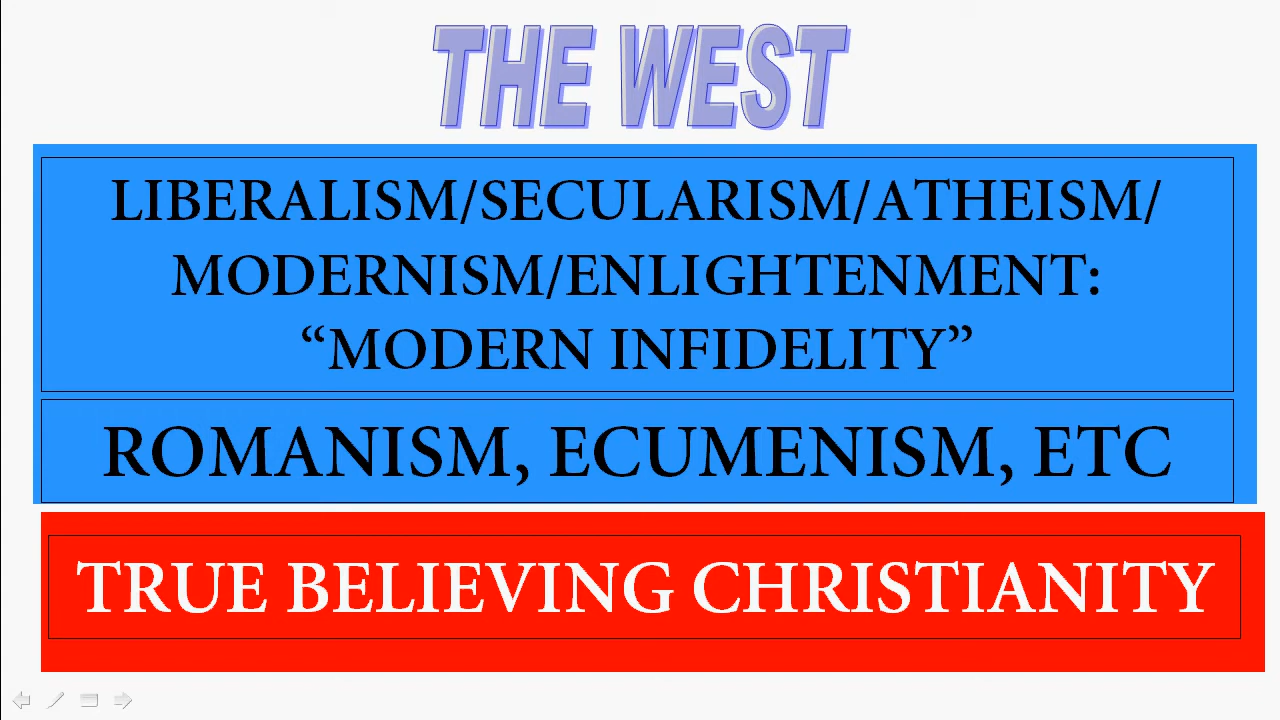 THE WEST
LIBERALISM/SECULARISM/ATHEISM/
MODERNISM/ENLIGHTENMENT:
“MODERN INFIDELITY”
ROMANISM, ECUMENISM, ETC
TRUE BELIEVING CHRISTIANITY